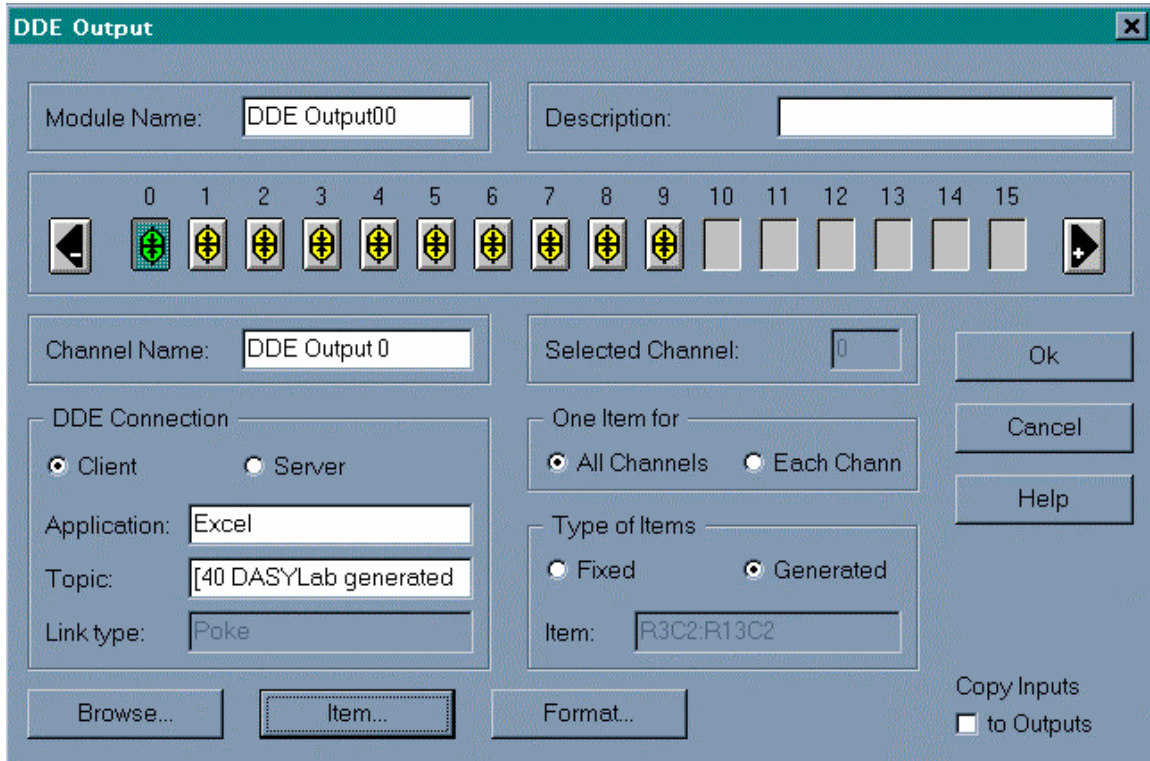 DDE Output
Module Name: DDE Output00 Description:
0 1 2 3 4 5 6 7 8 9 10 11 12 13 14 15
- +
Channel Name: DDE Output 0 Selected Channel: 0
Ok
DDE Connection One Item for
Cancel
Client Server All Channels Each Chann
Help
Application: Excel Type of Items
Topic: [40 DASYLab generated Fixed Generated
Link type: Poke Item: R3C2:R13C2
Copy Inputs
Browse... Item... Format... to Outputs